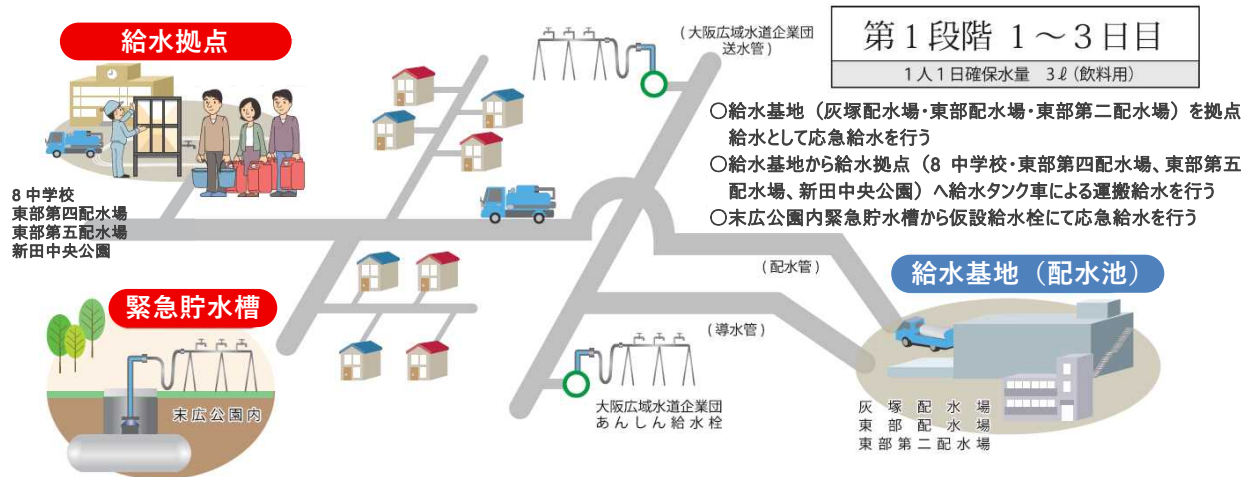 給水拠点
8中学校
東部第四配水場
東部第五配水場
新田中央公園
(大阪広域水道企業団
送水管)
第1段階 1～3日目
1人1日確保水量 3ℓ(飲料用)
○給水基地（灰塚配水場・東部配水場・東部第二配水場）を拠点
給水として応急給水を行う
○給水基地から給水拠点（8 中学校・東部第四配水場、東部第五
配水場、新田中央公園）へ給水タンク車による運搬給水を行う
○末広公園内緊急貯水槽から仮設給水栓にて応急給水を行う
(配水管)
給水基地（配水池）
緊急貯水槽
(導水管)
末広公園内
大阪広域水道企業団
あんしん給水栓
灰塚配水場
東部配水場
東部第二配水場